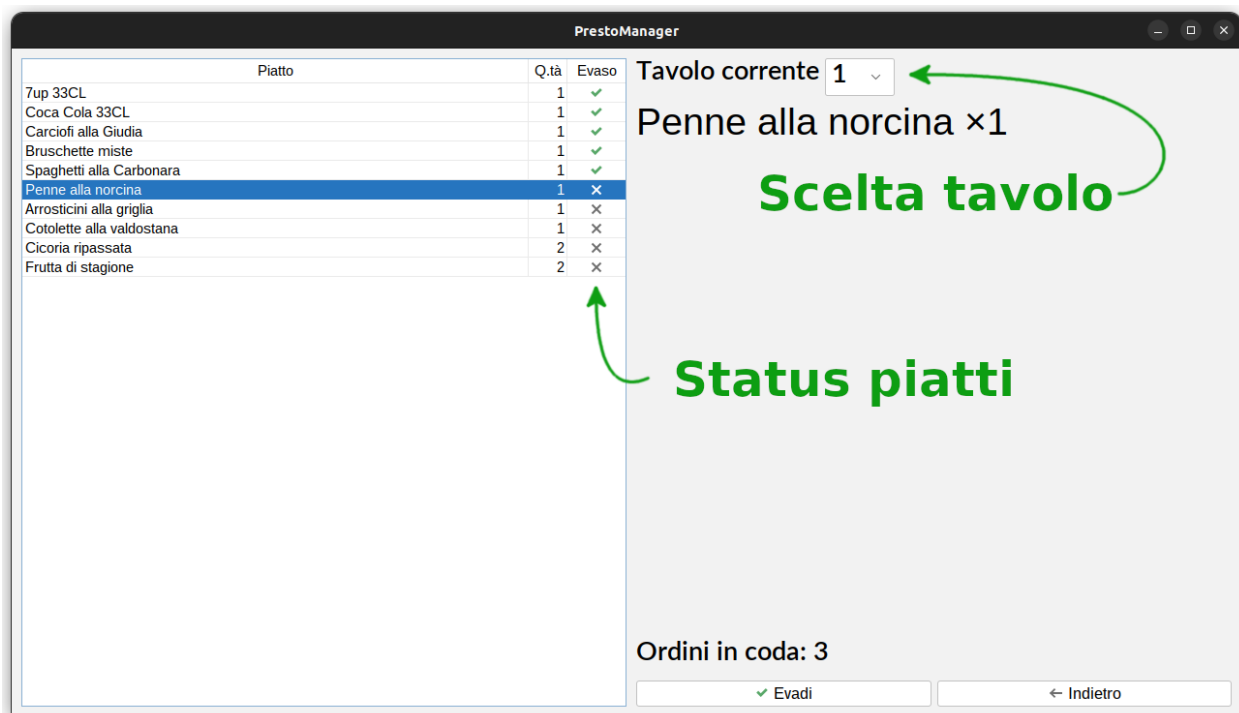 PrestoManager
Piatto Q.tà Evaso
7up 33CL 1
Coca Cola 33CL 1
Carciofi alla Giudia 1
Bruschette miste 1
Spaghetti alla Carbonara 1
Penne alla norcina 1
Arrosticini alla griglia 1
Cotolette alla valdostana 1
Cicoria ripassata 2
Frutta di stagione 2
Tavolo corrente 1
Penne alla norcina ×1
Scelta tavolo
Status piatti
Ordini in coda: 3
Evadi
Indietro